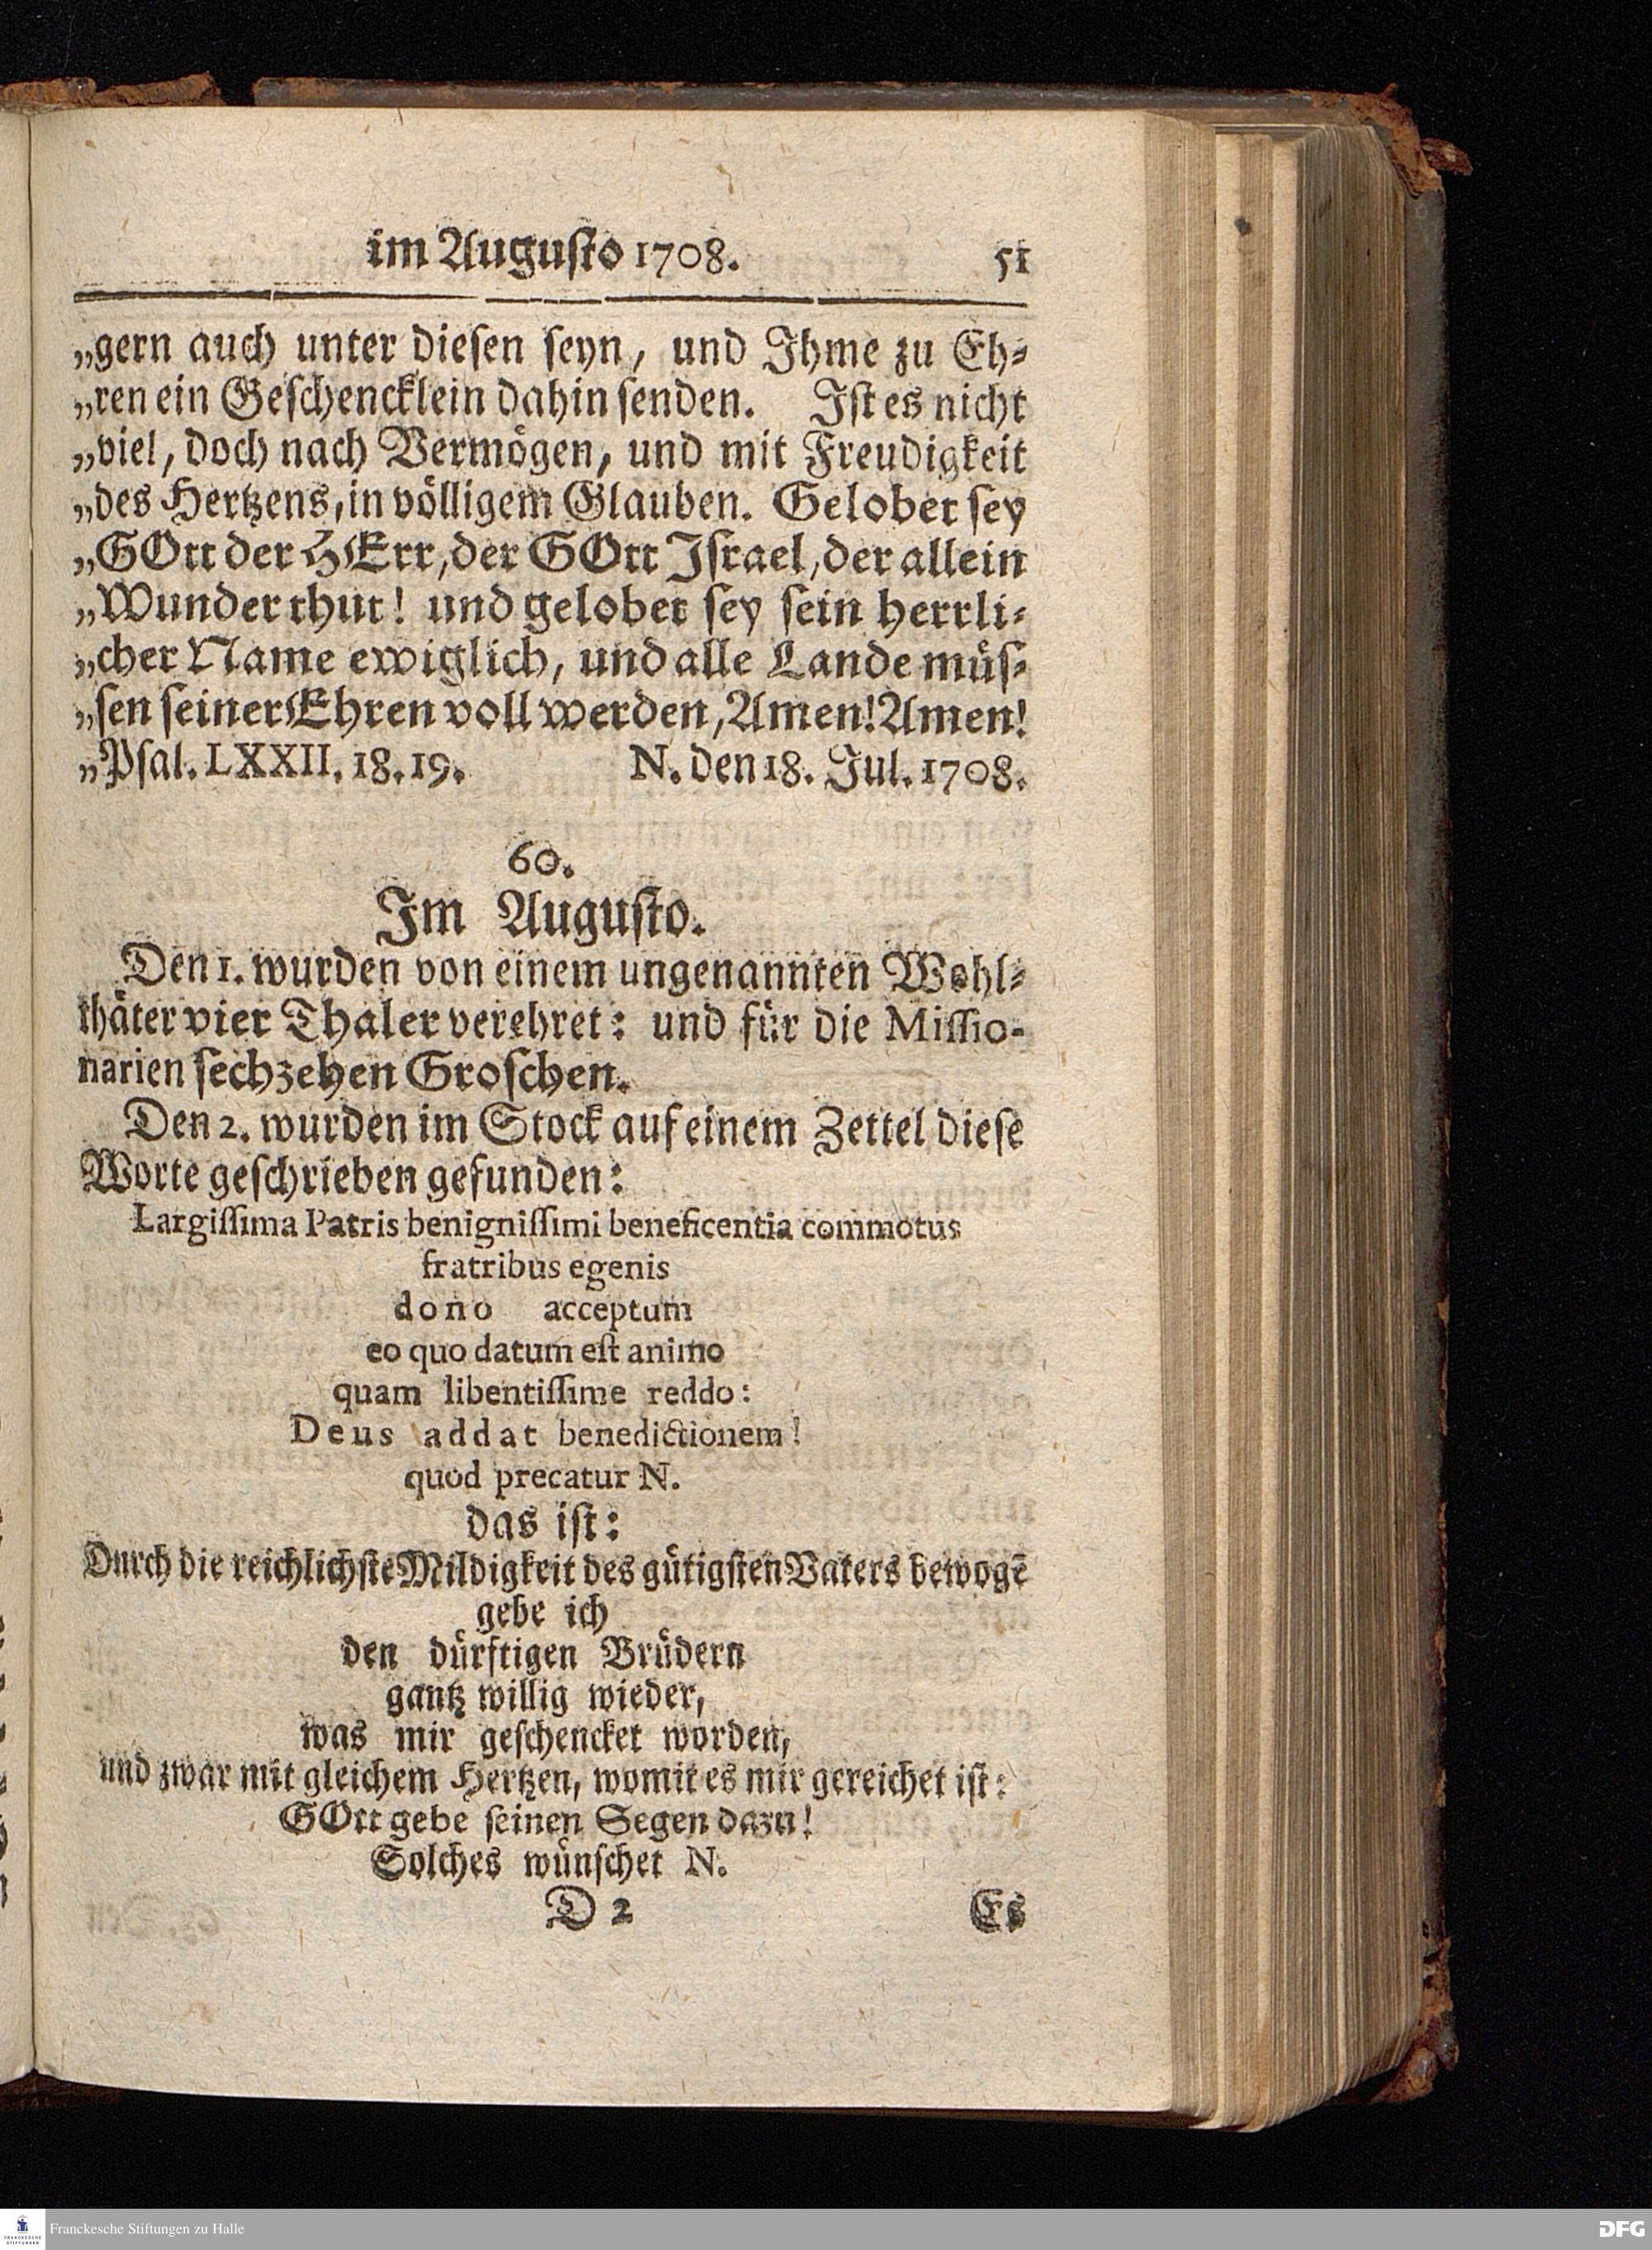 im Auguſto 1708. 51
„gern auch unter dieſen ſeyn, und Ihme zu Eh⸗
„ren ein Geſchencklein dahin ſenden. Iſt es nicht
„viel, doch nach Vermögen, und mit Freudigkeit
„des Hertzens, in völligem Glauben. Gelobet ſey
„GOtt der HErr, der GOtt Iſrael, der allein
„Wunder thut! und gelobet ſey ſein herrli⸗
„cher Name ewiglich, und alle Lande müſ⸗
„ſen ſeiner Ehren voll werden, Amen! Amen!
„Pſal. LXXII. 18. 19. N. den 18. Jul. 1708.
60.
Im Auguſto.
Den 1. wurden von einem ungenannten Wohl⸗
thäter vier Thaler verehret: und für die Miſſio-
narien ſechzehen Groſchen.
Den 2. wurden im Stock auf einem Zettel dieſe
Worte geſchrieben gefunden:
Largiſſima Patris benigniſſimi beneficentia commotus
fratribus egenis
dono acceptum
eo quo datum eſt animo
quam libentiſſime reddo:
Deus addat benedictionem!
quod precatur N.
das iſt:
Durch die reichlichſte Mildigkeit des gütigſten Vaters bewogē
gebe ich
den dürftigen Brüdern
gantz willig wieder,
was mir geſchencket worden,
und zwar mit gleichem Hertzen, womit es mir gereichet iſt:
GOtt gebe ſeinen Segen dazu!
Solches wünſchet N.
D 2 Es
FRANCKESCHE STIFTUNGEN
Franckesche Stiftungen zu Halle
DFG